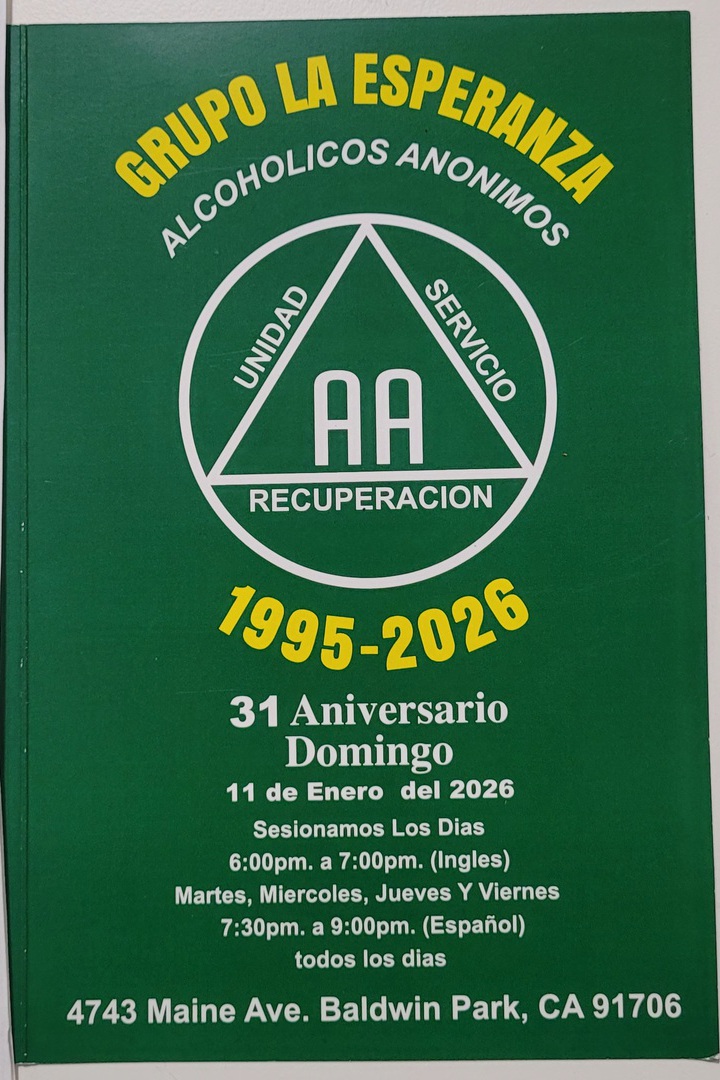 GRUPO LA ESPERANZA
ALCOHOLICOS ANONIMOS
UNIDAD
SERVICIO
AA
RECUPERACION
1995-2026
31 Aniversario
Domingo
11 de Enero del 2026
Sesionamos Los Dias
6:00pm. a 7:00pm. (Ingles)
Martes, Miercoles, Jueves Y Viernes
7:30pm. a 9:00pm. (Español)
todos los dias
4743 Maine Ave. Baldwin Park, CA 91706